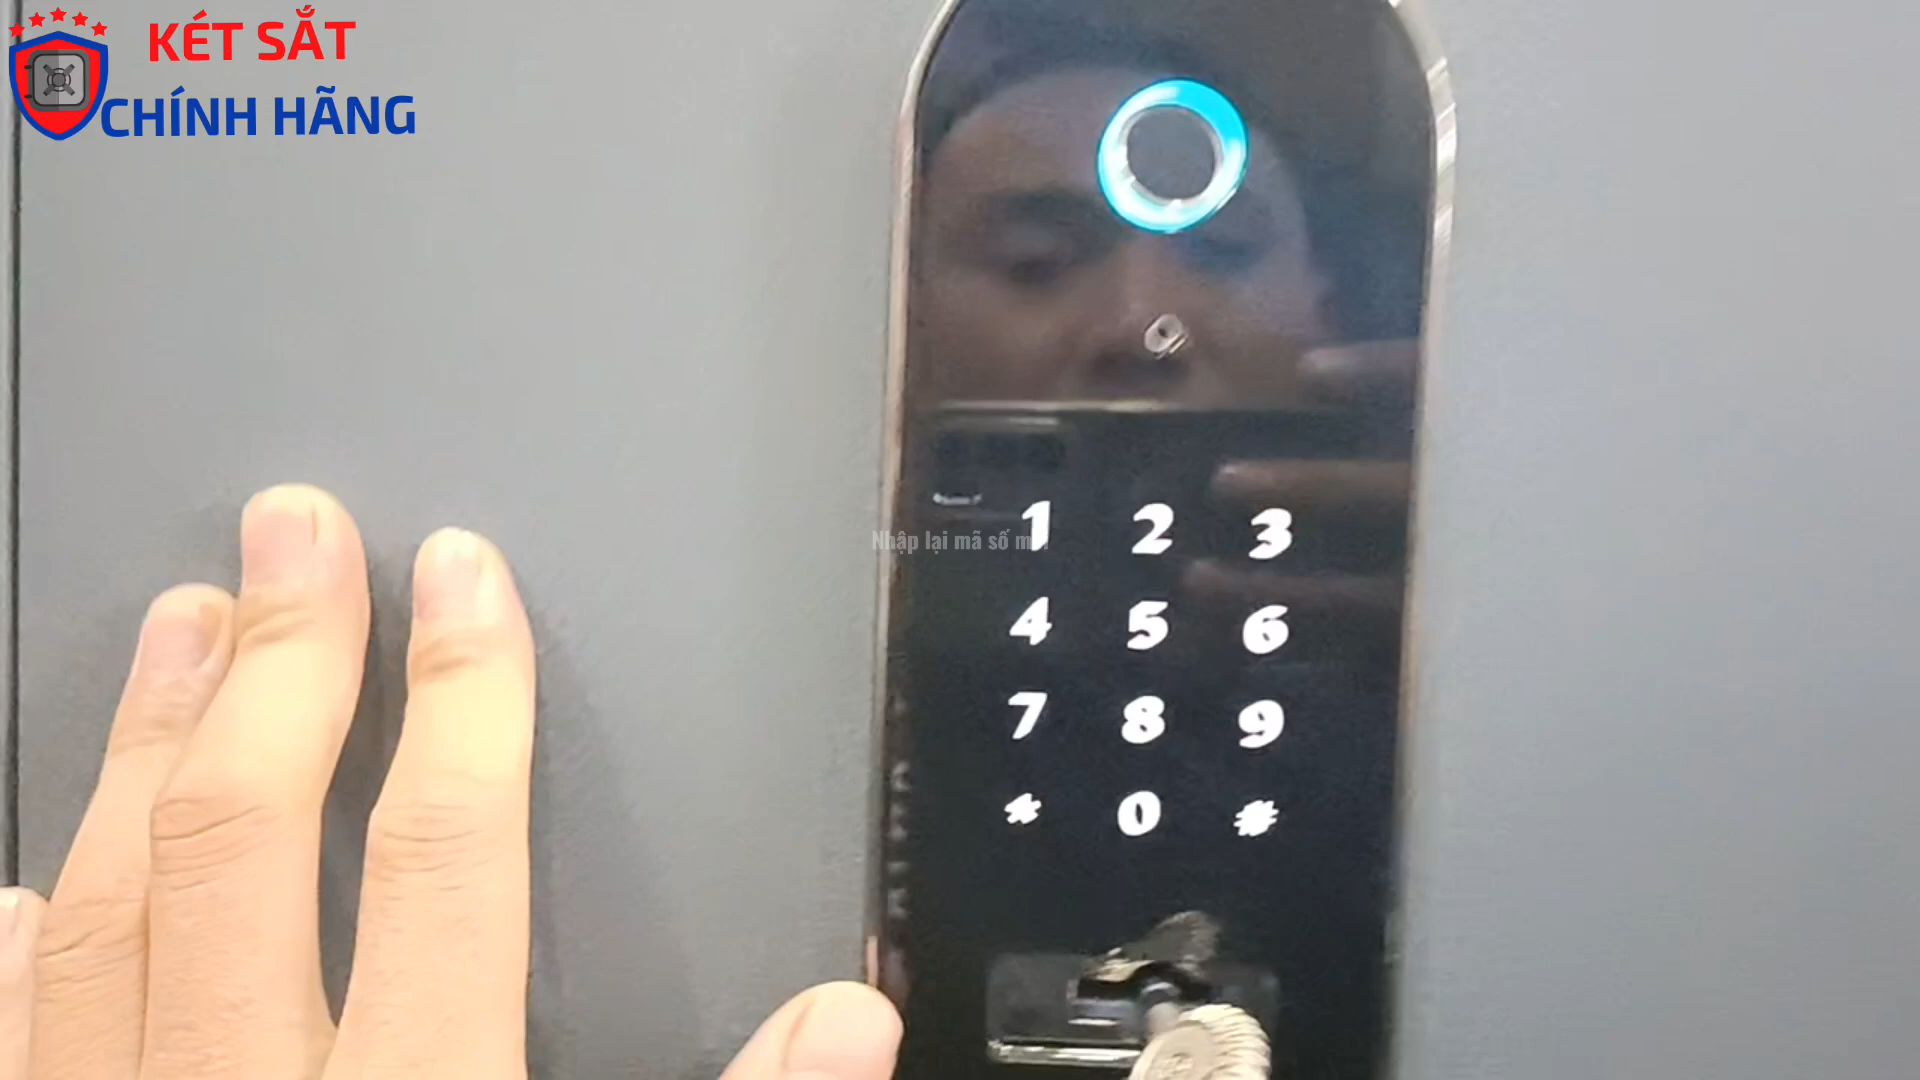 KÉT SẮT
CHÍNH HÃNG
1 2 3
Nhập lại mã số
4 5 6
7 8 9
* 0 #